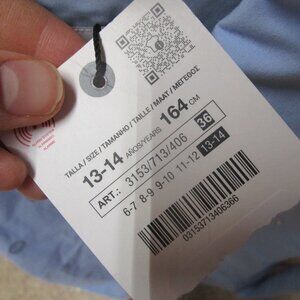 TALLA / SIZE / TAMANHO / TAILLE / MAAT / ΜΕΓΕΘΟΣ
13-14 AÑOS/YEARS 164 CM
ART.: 3153/713/406 36
6-7 8-9 9-10 11-12 13-14
03153713406366